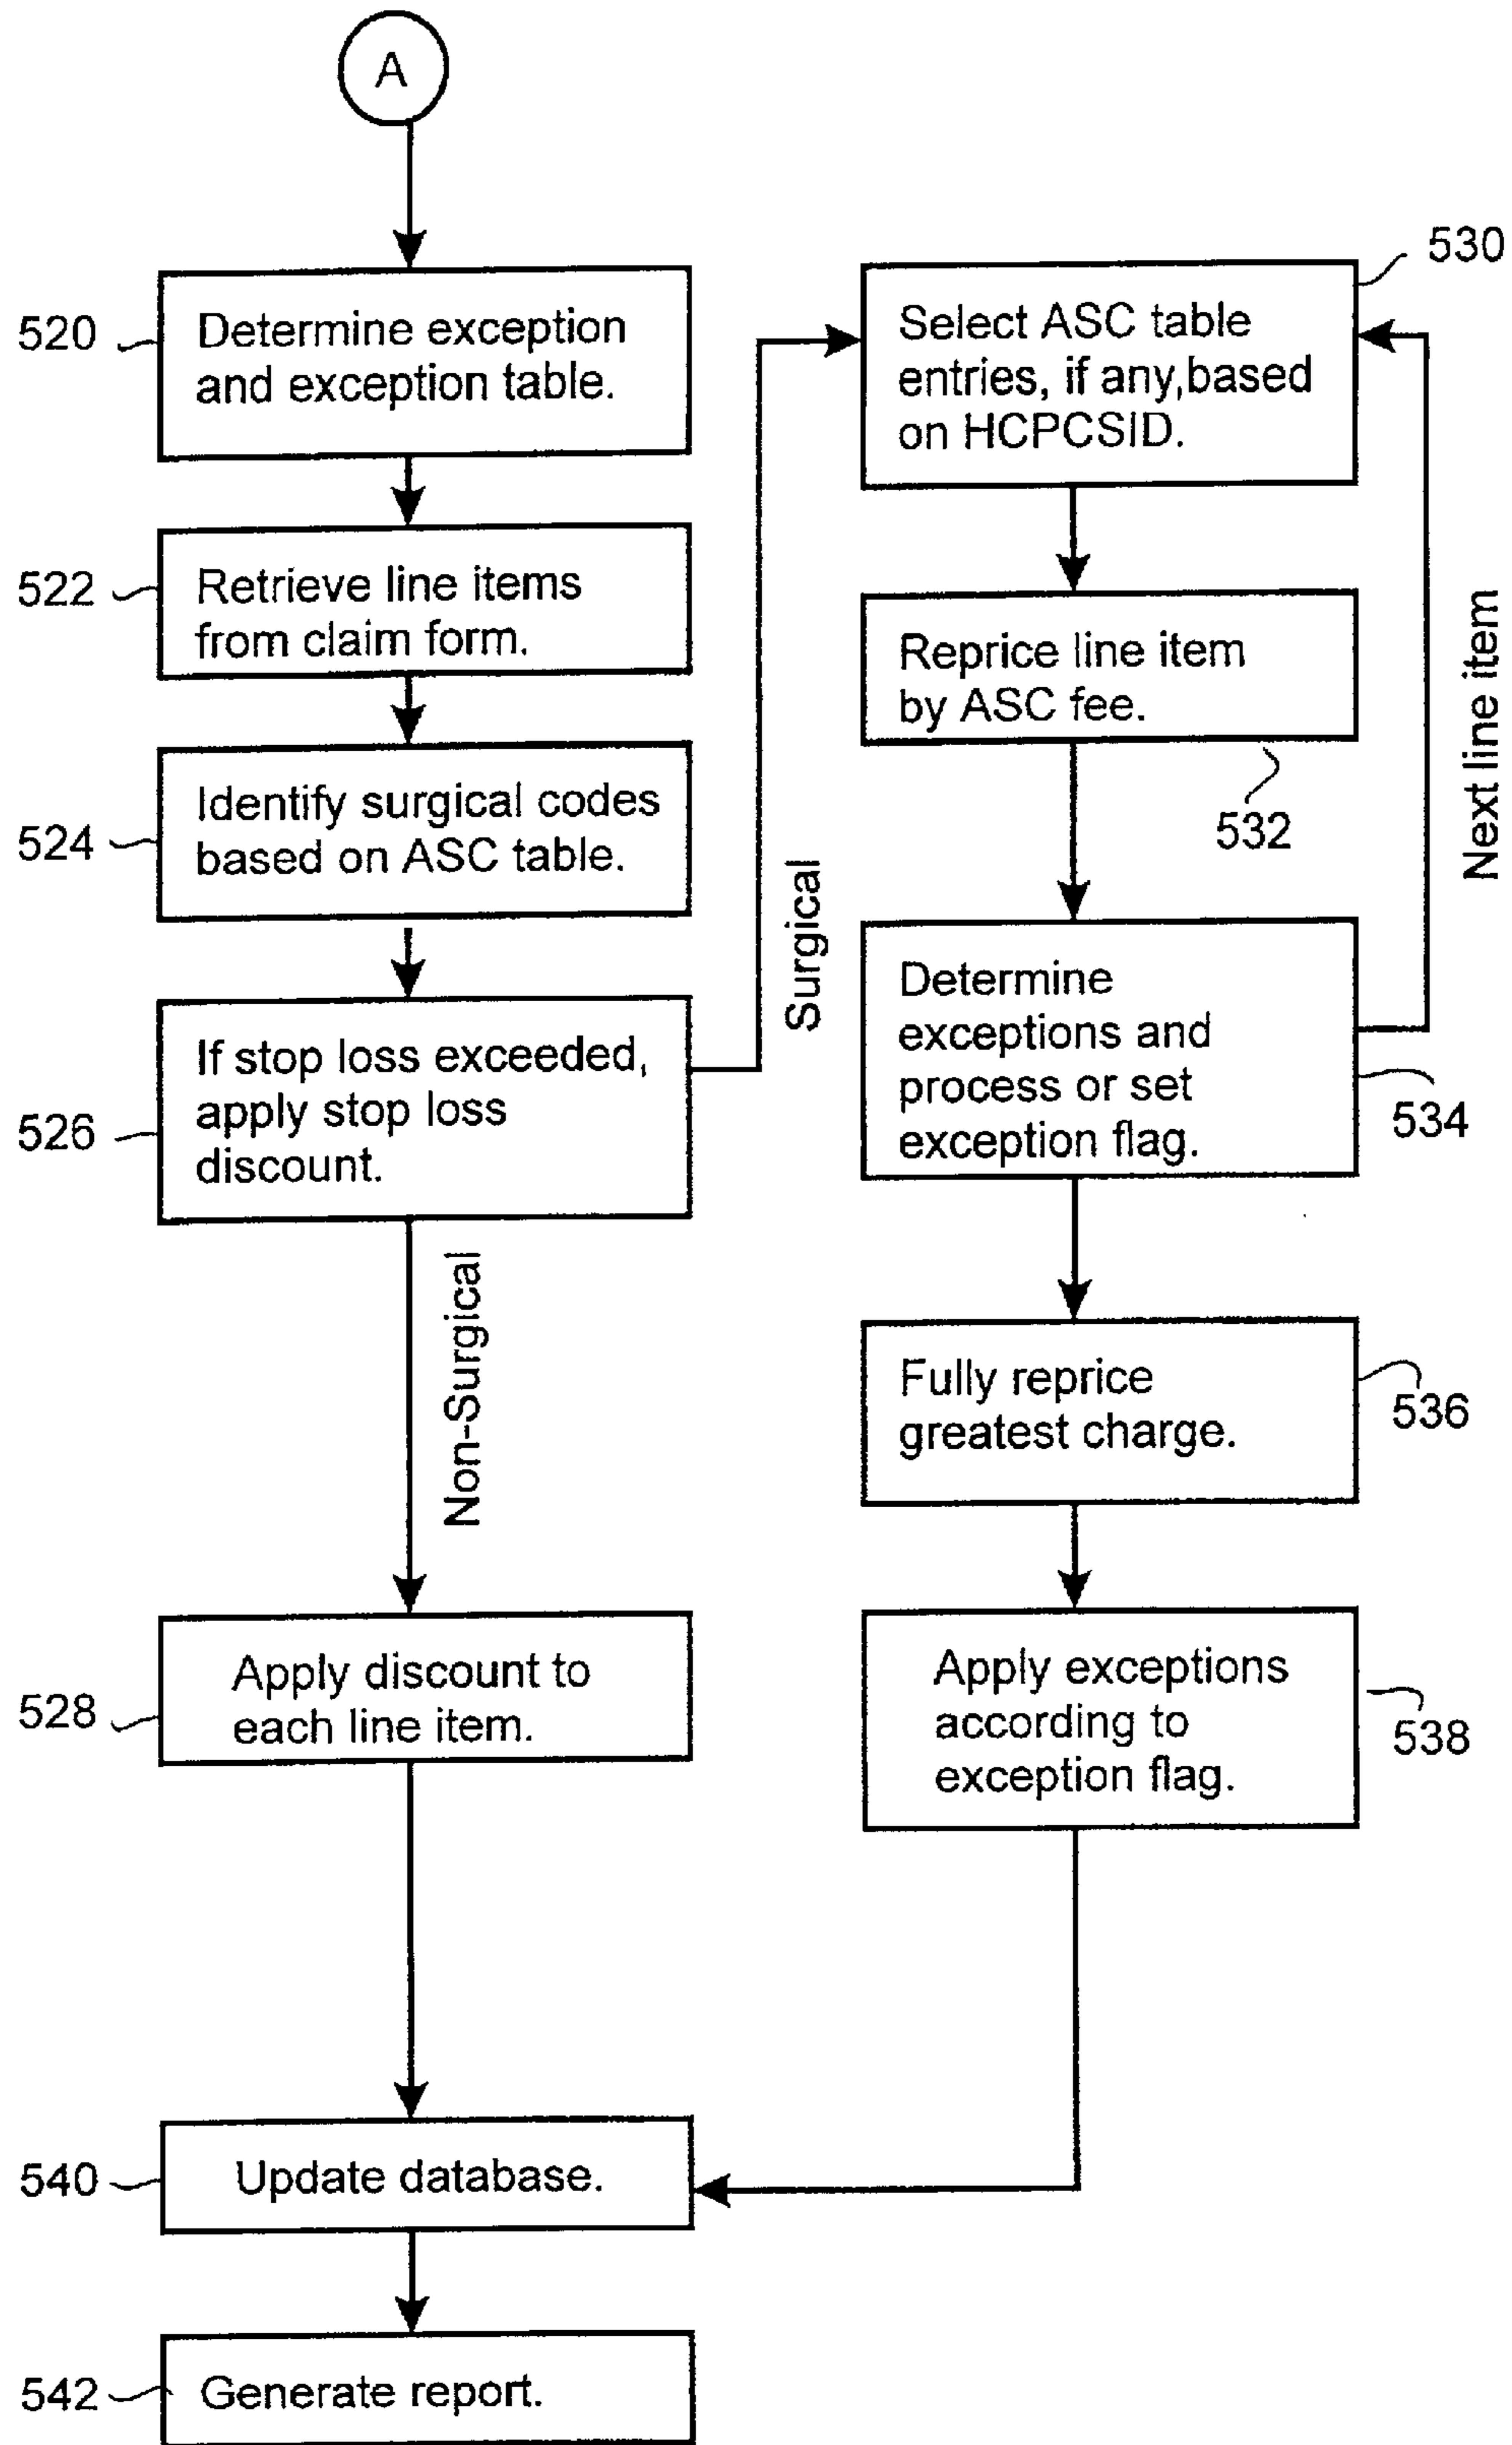 A
520
Determine exception
and exception table.
522
Retrieve line items
from claim form.
524
Identify surgical codes
based on ASC table.
526
If stop loss exceeded,
apply stop loss
discount.
Surgical
Non-Surgical
528
Apply discount to
each line item.
530
Select ASC table
entries, if any,based
on HCPCSID.
Reprice line item
by ASC fee.
532
Next line item
Determine
exceptions and
process or set
exception flag.
534
Fully reprice
greatest charge.
536
Apply exceptions
according to
exception flag.
538
540
Update database.
542
Generate report.